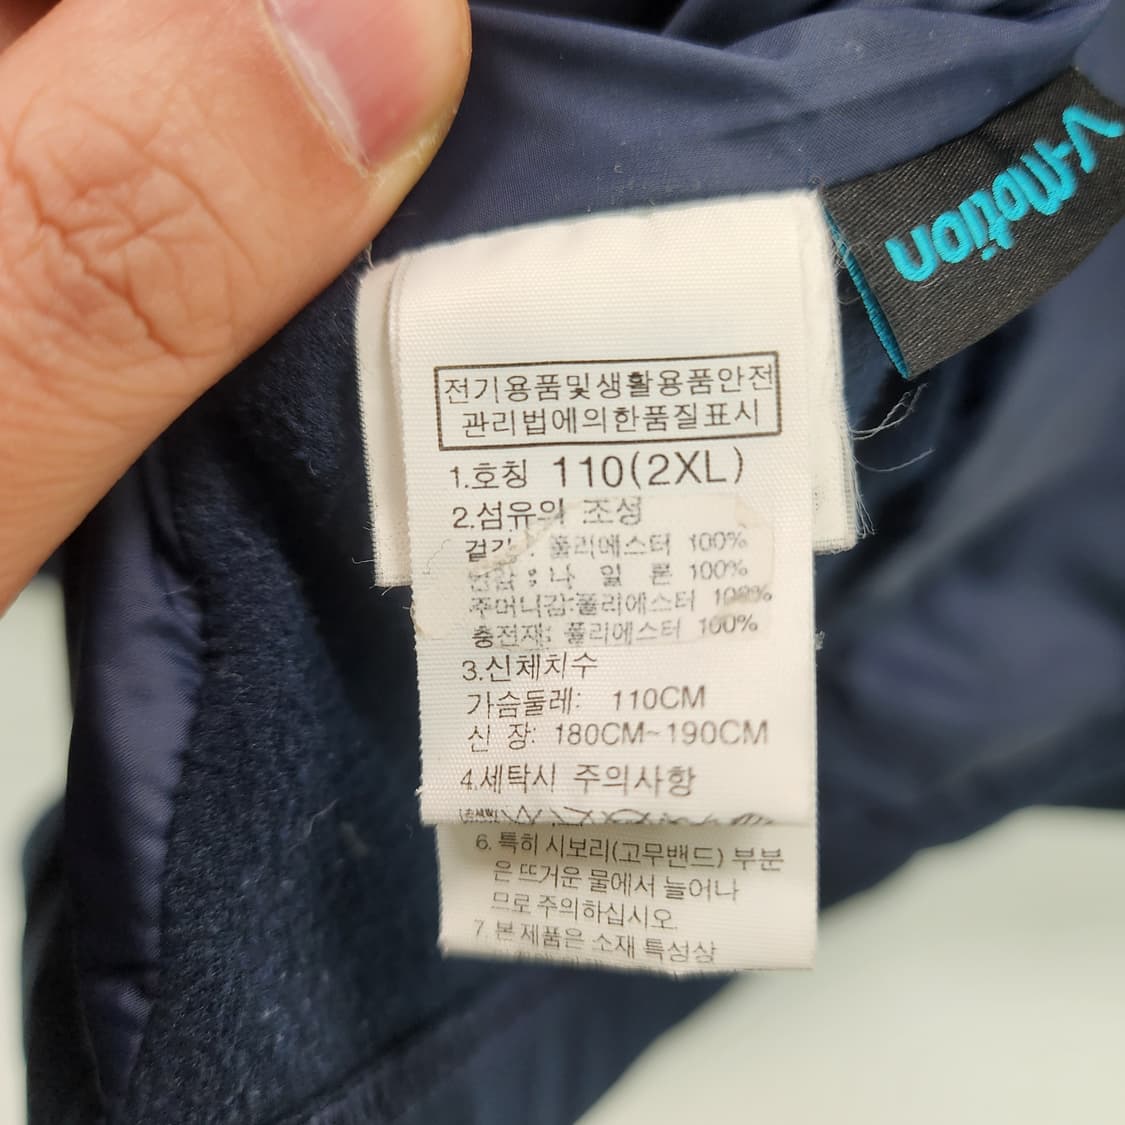 V-Motion
전기용품및생활용품안전
관리법에의한품질표시
1.호칭 110(2XL)
2.섬유의 조성
겉감 : 폴리에스터 100%
안감 : 나 일 론 100%
주머니감:폴리에스터 100%
충전재: 폴리에스터 100%
3.신체치수
가슴둘레: 110CM
신 장: 180CM~190CM
4.세탁시 주의사항
6. 특히 시보리(고무밴드) 부분
은 뜨거운 물에서 늘어나
므로 주의하십시오.
7. 본 제품은 소재 특성상